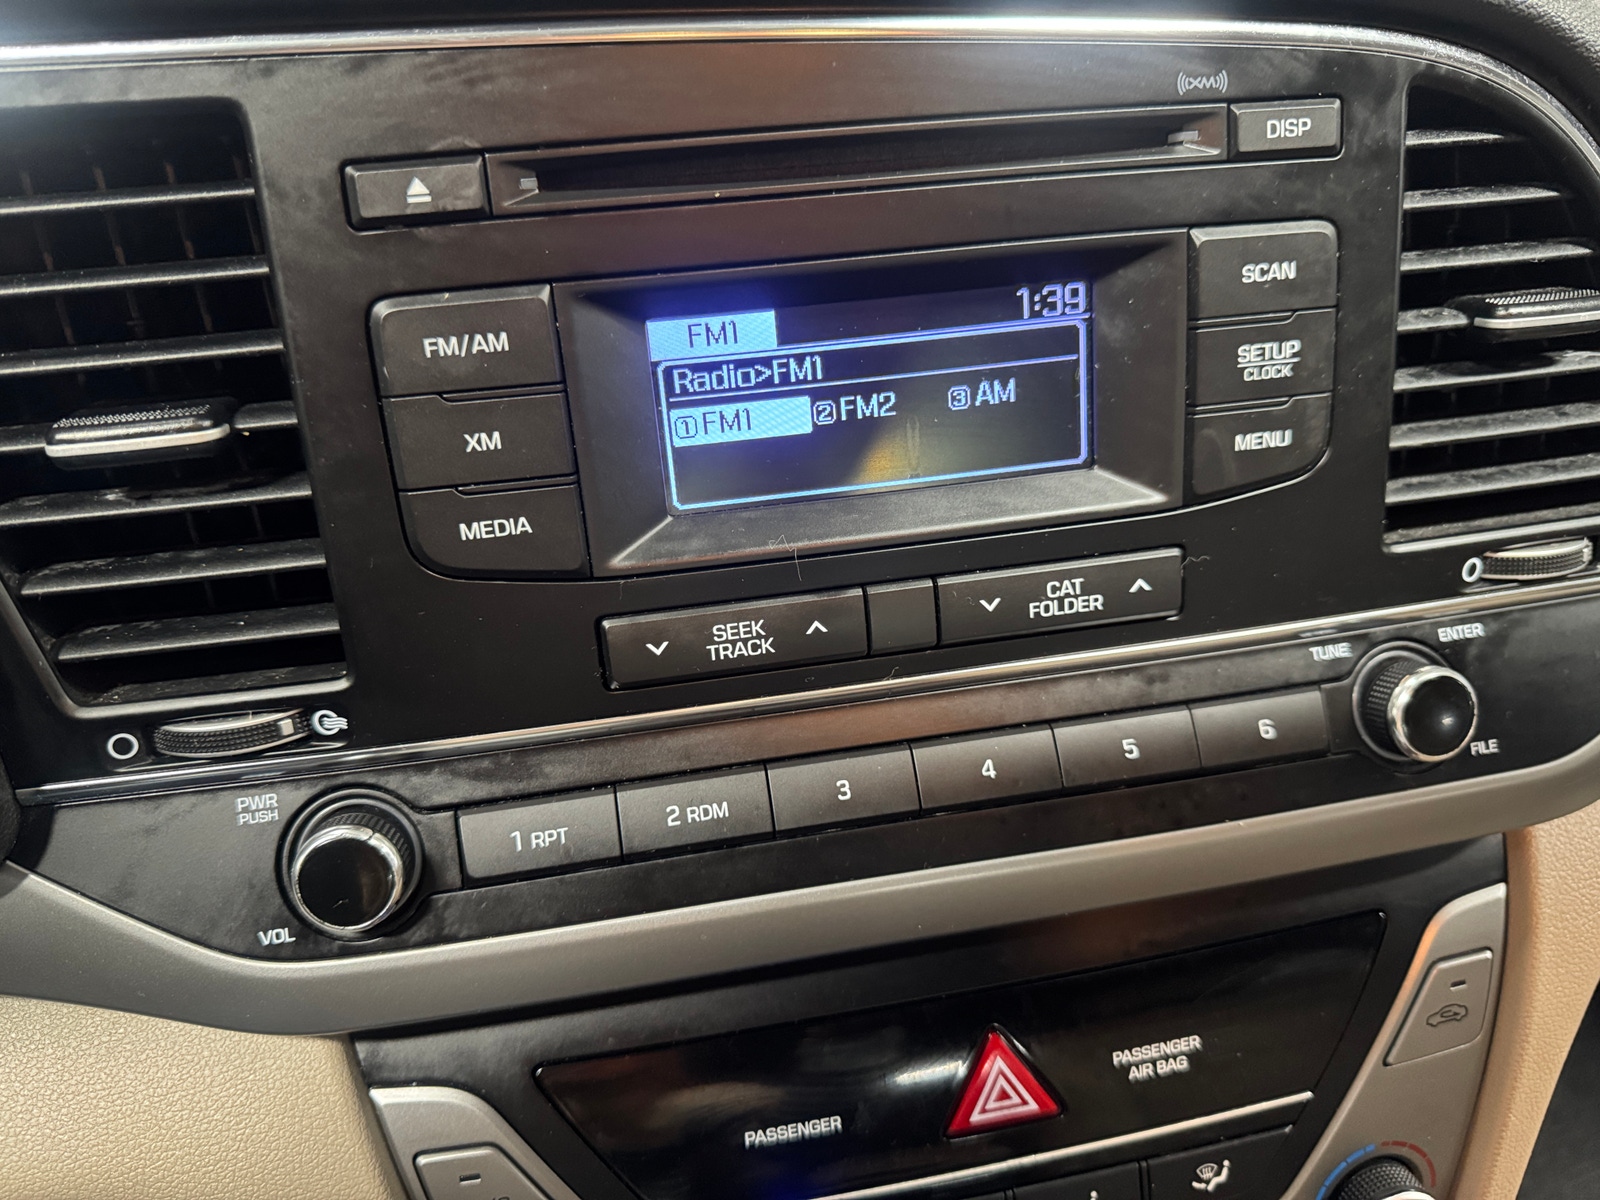 ((XM))
DISP
SCAN
FM/AM
1:39
FM1
Radio>FM1
①FM1 ②FM2 ③AM
SETUP
CLOCK
XM
MENU
MEDIA
SEEK
TRACK
CAT
FOLDER
TUNE
ENTER
FILE
PWR
PUSH
VOL
1 RPT
2 RDM
3
4
5
6
PASSENGER
AIR BAG
PASSENGER